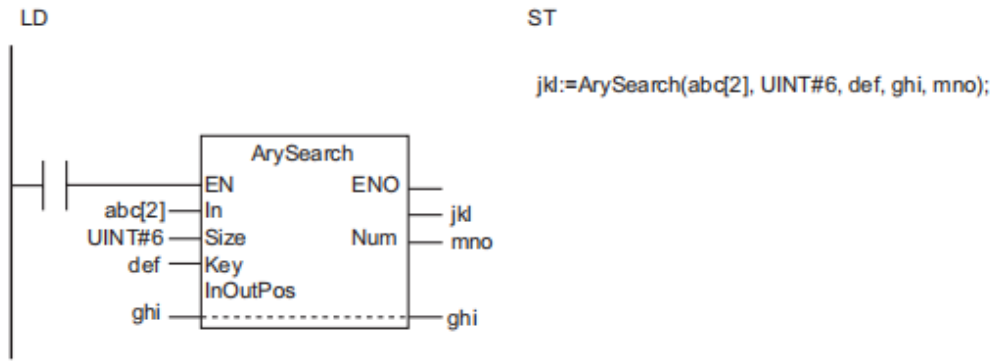 LD
ST
jkl:=ArySearch(abc[2], UINT#6, def, ghi, mno);
ArySearch
EN ENO
abc[2] In jkl
UINT#6 Size Num mno
def Key
InOutPos
ghi ghi